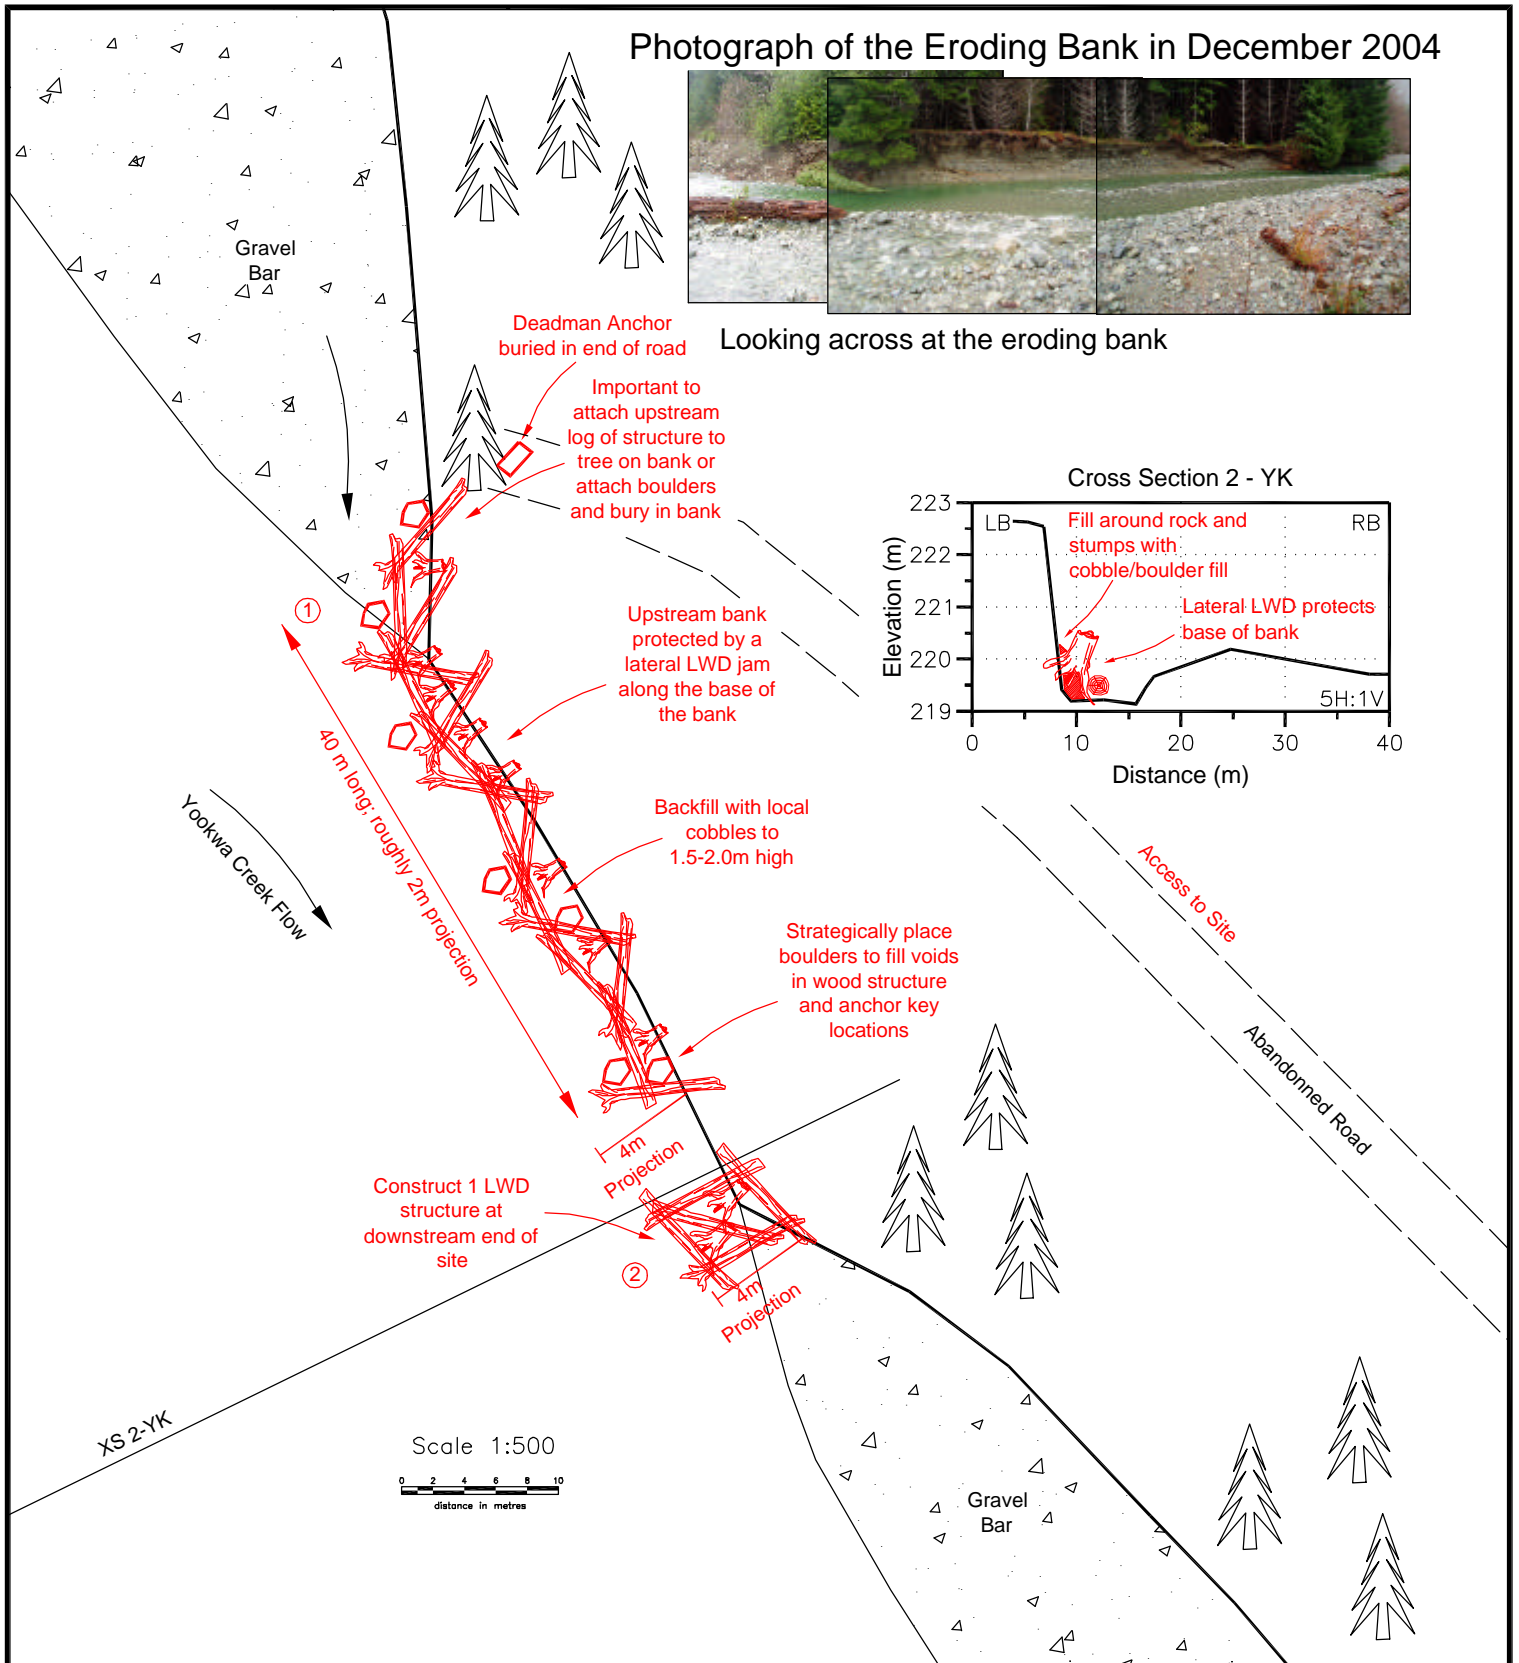 Photograph of the Eroding Bank in December 2004
Looking across at the eroding bank
Gravel
Bar
Deadman Anchor
buried in end of road
Important to
attach upstream
log of structure to
tree on bank or
attach boulders
and bury in bank
Cross Section 2 - YK
223
222
221
220
219
Elevation (m)
LB
RB
Fill around rock and
stumps with
cobble/boulder fill
Lateral LWD protects
base of bank
5H:1V
0 10 20 30 40
Distance (m)
1
Upstream bank
protected by a
lateral LWD jam
along the base of
the bank
40 m long; roughly 2m projection
Yookwa Creek Flow
Backfill with local
cobbles to
1.5-2.0m high
Access to Site
Abandonned Road
Strategically place
boulders to fill voids
in wood structure
and anchor key
locations
4m
Projection
Construct 1 LWD
structure at
downstream end of
site
2
4m
Projection
XS 2-YK
Scale 1:500
0 2 4 6 8 10
distance in metres
Gravel
Bar